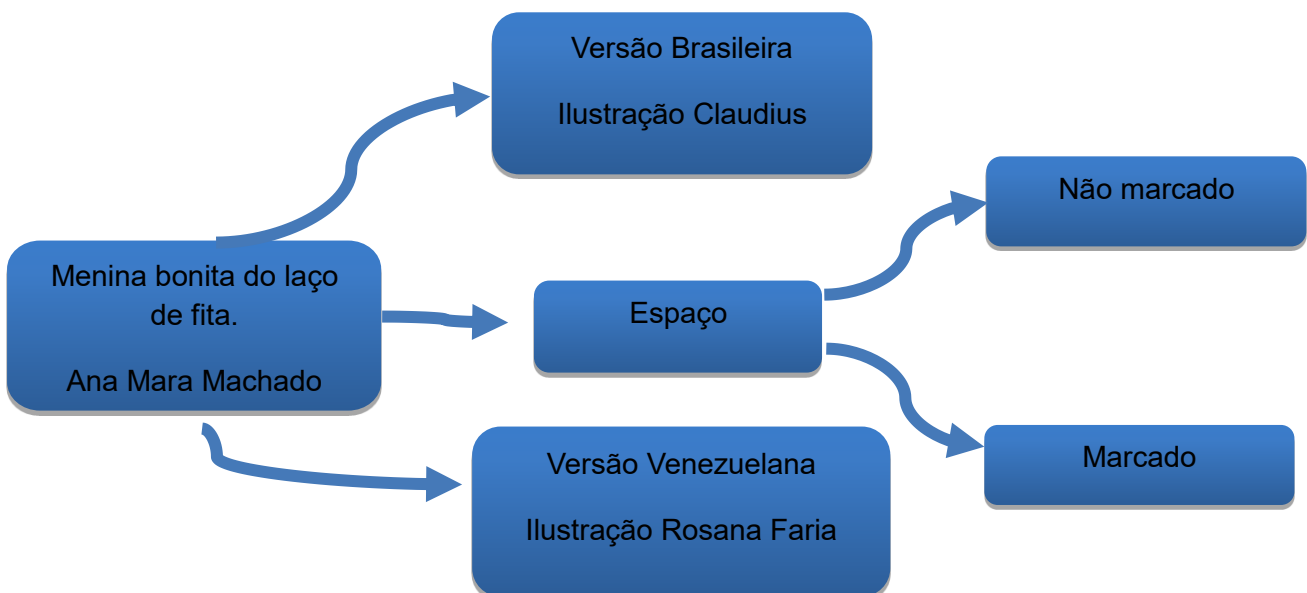 Menina bonita do laço
de fita.
Ana Mara Machado
Versão Brasileira
Ilustração Claudius
Espaço
Não marcado
Marcado
Versão Venezuelana
Ilustração Rosana Faria